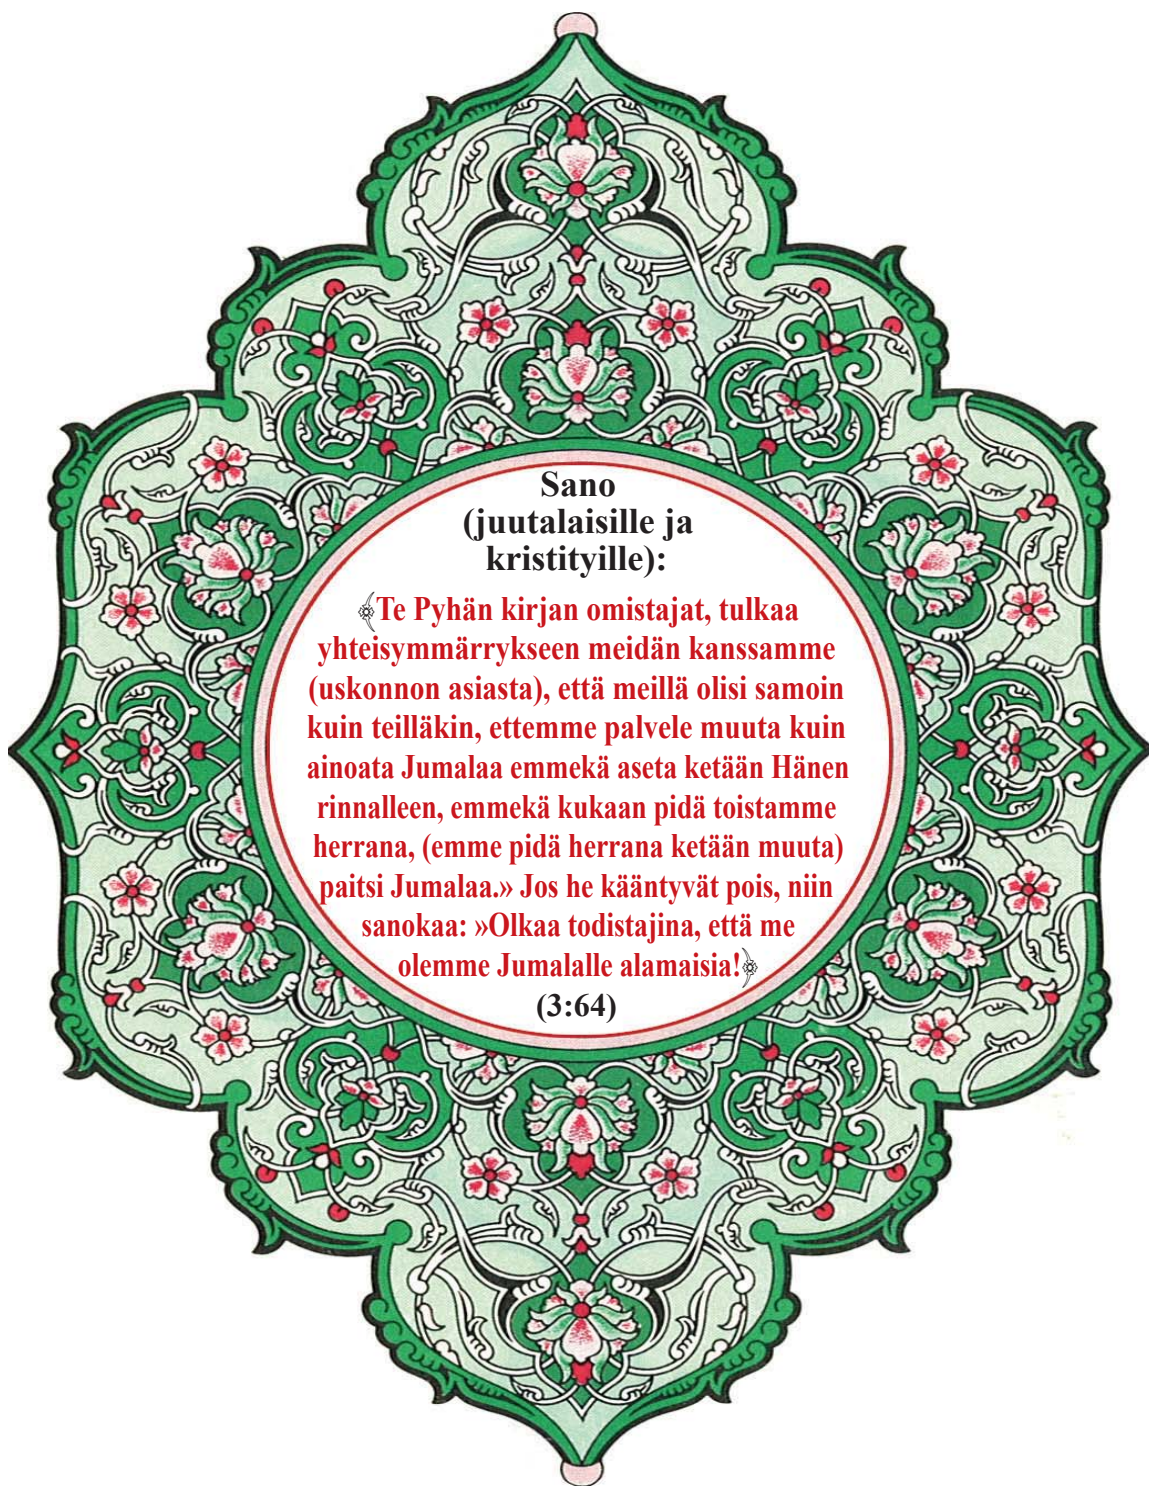 Sano
(juutalaisille ja
kristityille):
﴾Te Pyhän kirjan omistajat, tulkaa
yhteisymmärrykseen meidän kanssamme
(uskonnon asiasta), että meillä olisi samoin
kuin teilläkin, ettemme palvele muuta kuin
ainoata Jumalaa emmekä aseta ketään Hänen
rinnalleen, emmekä kukaan pidä toistamme
herrana, (emme pidä herrana ketään muuta)
paitsi Jumalaa.» Jos he kääntyvät pois, niin
sanokaa: »Olkaa todistajina, että me
olemme Jumalalle alamaisia!﴿
(3:64)